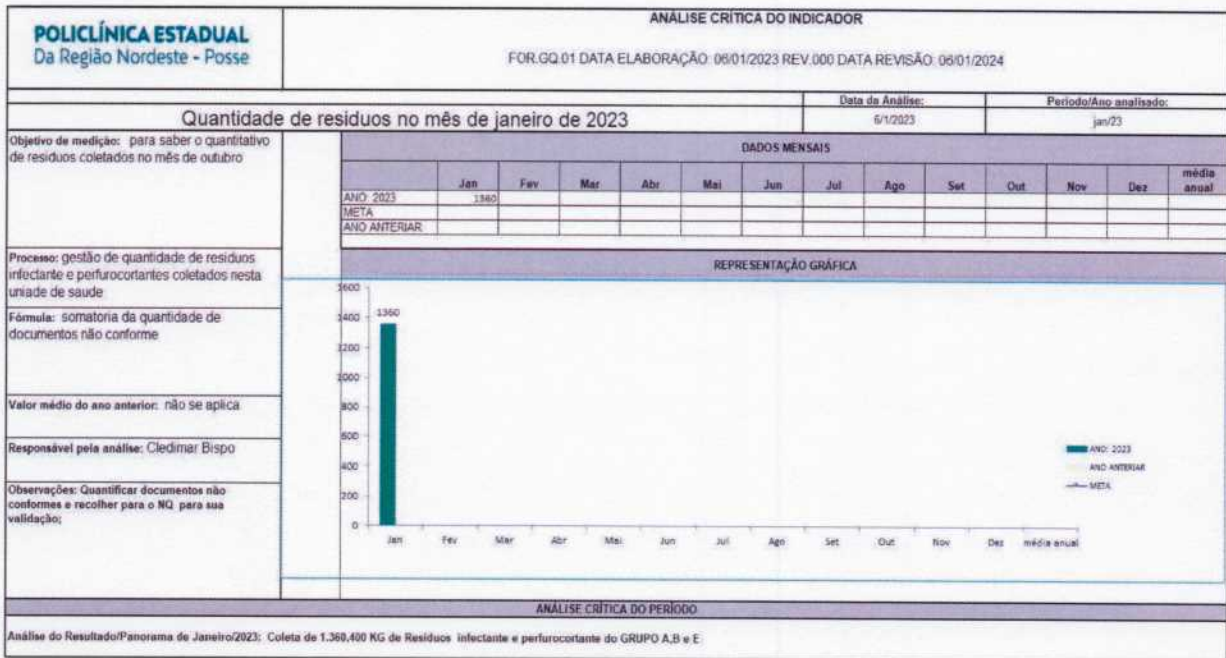 POLICLÍNICA ESTADUAL
Da Região Nordeste - Posse
ANÁLISE CRÍTICA DO INDICADOR
FOR.GQ.01 DATA ELABORAÇÃO: 06/01/2023 REV.000 DATA REVISÃO: 06/01/2024
Quantidade de residuos no mês de janeiro de 2023
Data da Análise:
6/1/2023
Período/Ano analisado:
jan/23
Objetivo de medição: para saber o quantitativo
de residuos coletados no mês de outubro
DADOS MENSAIS
Jan Fev Mar Abr Mai Jun Jul Ago Set Out Nov Dez média anual
ANO: 2023 1360
META
ANO ANTERIAR
Processo: gestão de quantidade de residuos
infectante e perfurocortantes coletados nesta
uniade de saude
Fórmula: somatoria da quantidade de
documentos não conforme
Valor médio do ano anterior: não se aplica
Responsável pela análise: Cledimar Bispo
Observações: Quantificar documentos não
conformes e recolher para o NQ para sua
validação;
REPRESENTAÇÃO GRÁFICA
1600
1400
1200
1000
800
600
400
200
0
1360
Jan Fev Mar Abr Mai Jun Jul Ago Set Out Nov Dez média anual
ANO: 2023
ANO ANTERIAR
META
ANÁLISE CRÍTICA DO PERÍODO
Análise do Resultado/Panorama de Janeiro/2023: Coleta de 1.360,400 KG de Residuos infectante e perfurocortante do GRUPO A,B e E